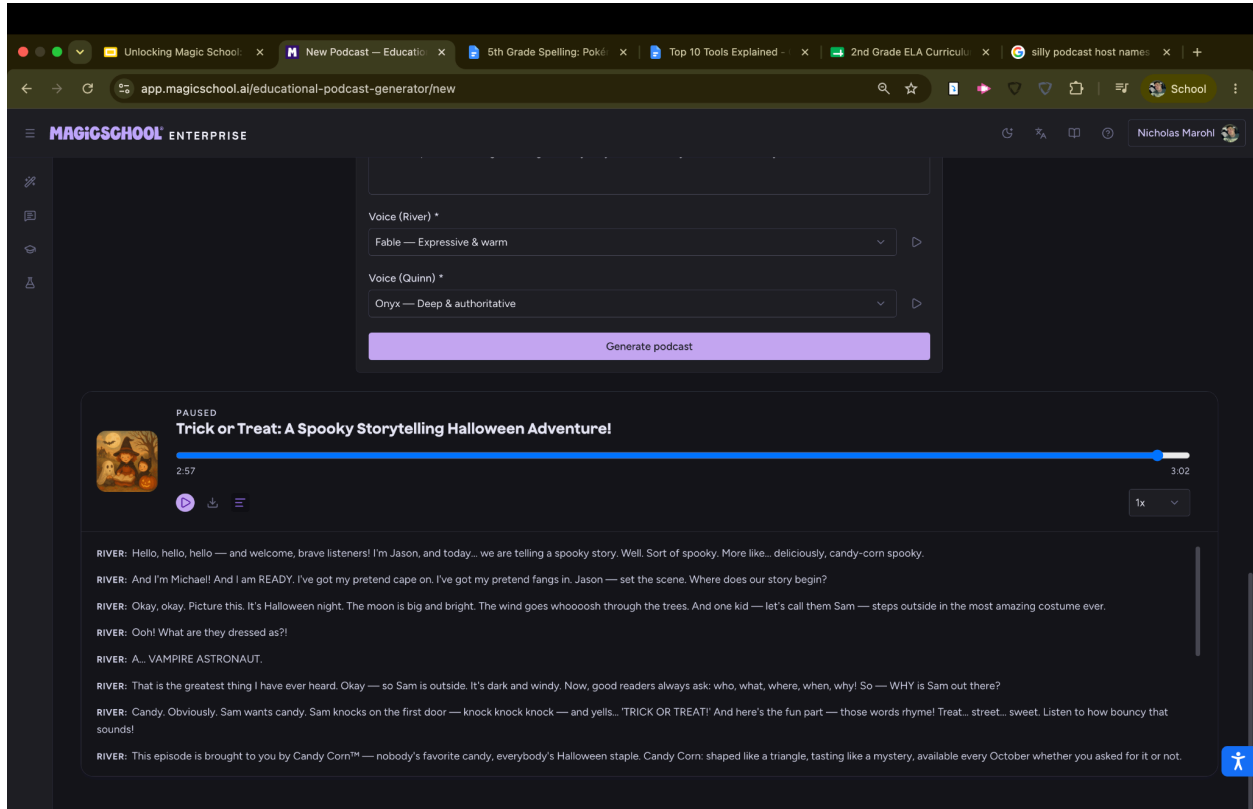 Unlocking Magic School:
New Podcast — Educatio
5th Grade Spelling: Poké
Top 10 Tools Explained -
2nd Grade ELA Curriculu
silly podcast host names
app.magicschool.ai/educational-podcast-generator/new
School
MAGICSCHOOL ENTERPRISE
Nicholas Marohl
Voice (River) *
Fable — Expressive & warm
Voice (Quinn) *
Onyx — Deep & authoritative
Generate podcast
PAUSED
Trick or Treat: A Spooky Storytelling Halloween Adventure!
2:57
3:02
1x
RIVER: Hello, hello, hello — and welcome, brave listeners! I'm Jason, and today... we are telling a spooky story. Well. Sort of spooky. More like... deliciously, candy-corn spooky.
RIVER: And I'm Michael! And I am READY. I've got my pretend cape on. I've got my pretend fangs in. Jason — set the scene. Where does our story begin?
RIVER: Okay, okay. Picture this. It's Halloween night. The moon is big and bright. The wind goes whoooosh through the trees. And one kid — let's call them Sam — steps outside in the most amazing costume ever.
RIVER: Ooh! What are they dressed as?!
RIVER: A... VAMPIRE ASTRONAUT.
RIVER: That is the greatest thing I have ever heard. Okay — so Sam is outside. It's dark and windy. Now, good readers always ask: who, what, where, when, why! So — WHY is Sam out there?
RIVER: Candy. Obviously. Sam wants candy. Sam knocks on the first door — knock knock knock — and yells... 'TRICK OR TREAT!' And here's the fun part — those words rhyme! Treat... street... sweet. Listen to how bouncy that
sounds!
RIVER: This episode is brought to you by Candy Corn™ — nobody's favorite candy, everybody's Halloween staple. Candy Corn: shaped like a triangle, tasting like a mystery, available every October whether you asked for it or not.